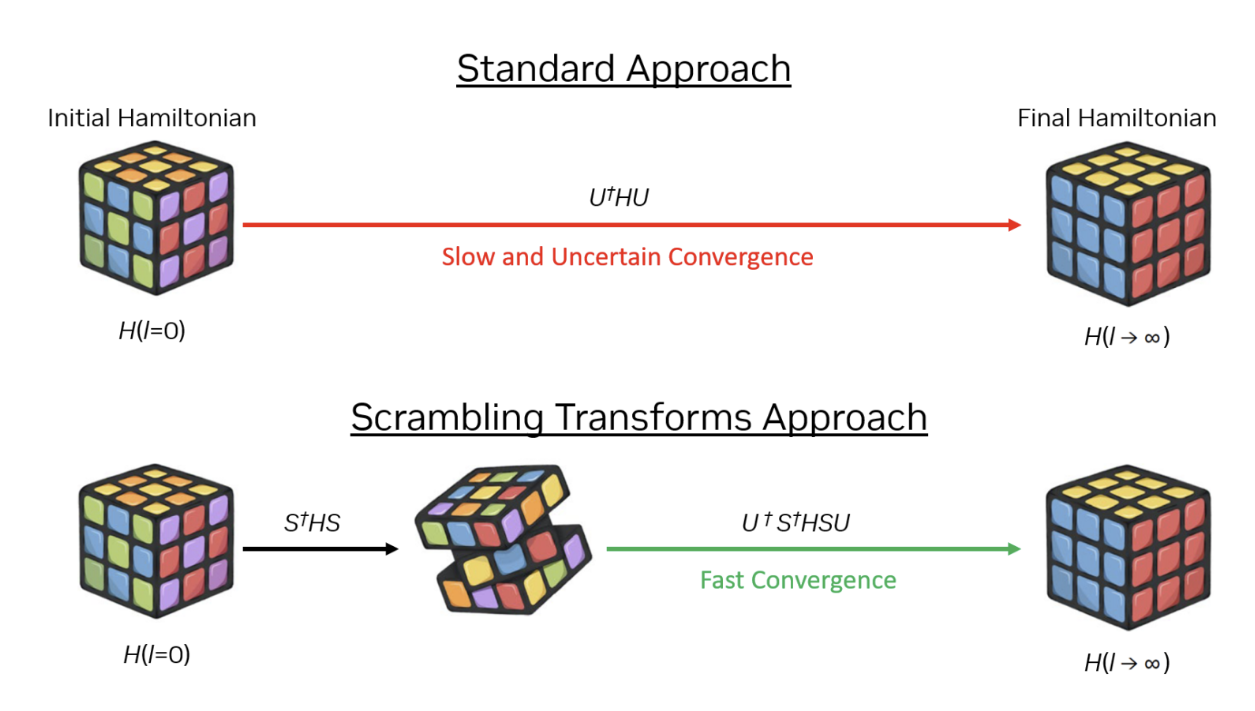 Standard Approach
Initial Hamiltonian
Final Hamiltonian
U†HU
Slow and Uncertain Convergence
H(l=0)
H(l → ∞)
Scrambling Transforms Approach
S†HS
U † S†HSU
Fast Convergence
H(l=0)
H(l → ∞)